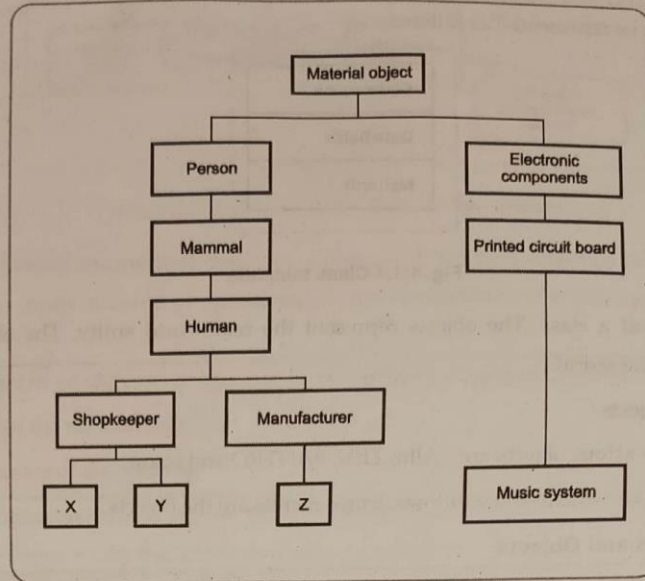 Material object
Person
Electronic
components
Mammal
Printed circuit board
Human
Shopkeeper
Manufacturer
X
Y
Z
Music system